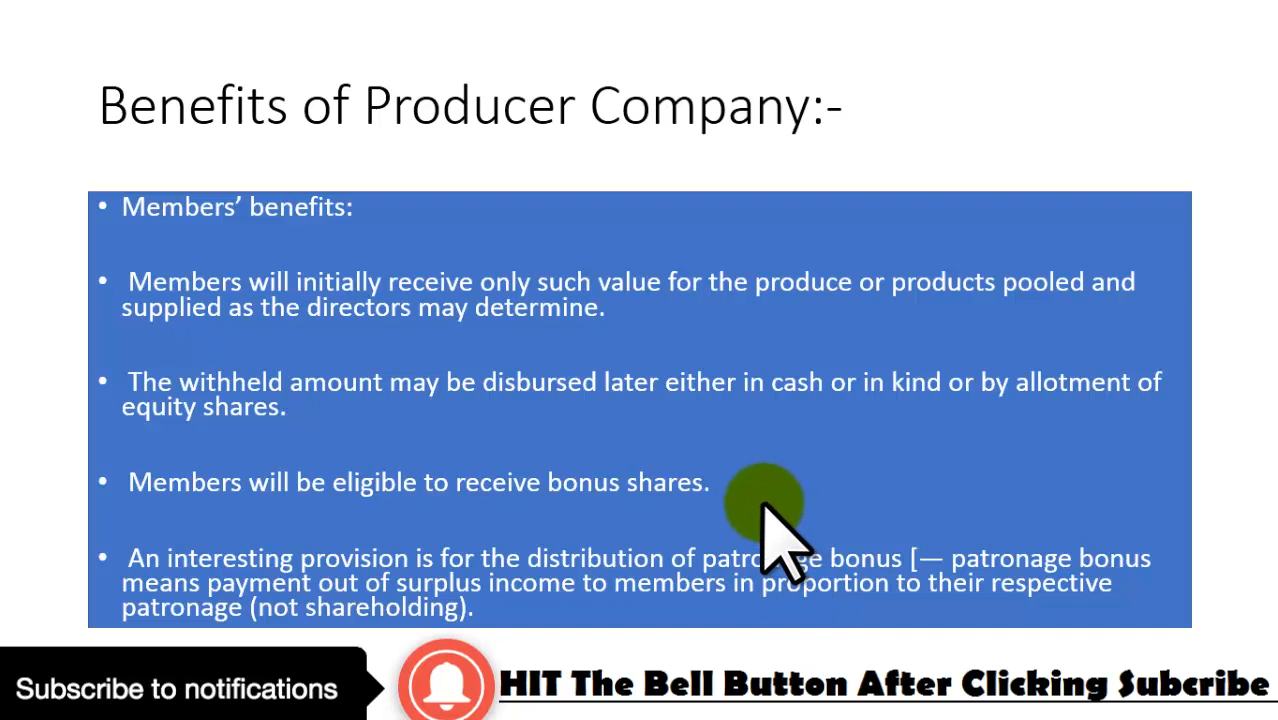 Benefits of Producer Company:-
• Members’ benefits:
• Members will initially receive only such value for the produce or products pooled and
supplied as the directors may determine.
• The withheld amount may be disbursed later either in cash or in kind or by allotment of
equity shares.
• Members will be eligible to receive bonus shares.
• An interesting provision is for the distribution of patronage bonus [— patronage bonus
means payment out of surplus income to members in proportion to their respective
patronage (not shareholding).
Subscribe to notifications
HIT The Bell Button After Clicking Subcribe